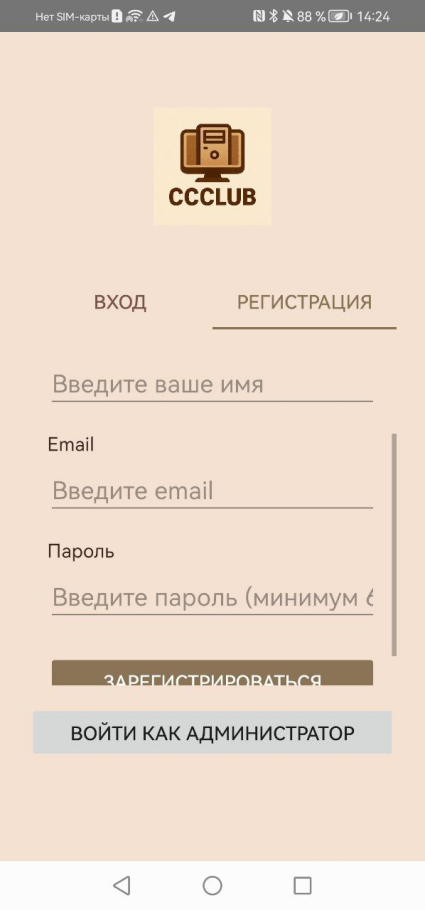 Нет SIM-карты 88 % 14:24
CCCLUB
ВХОД РЕГИСТРАЦИЯ
Введите ваше имя
Email
Введите email
Пароль
Введите пароль (минимум 6
ЗАРЕГИСТРИРОВАТЬСЯ
ВОЙТИ КАК АДМИНИСТРАТОР